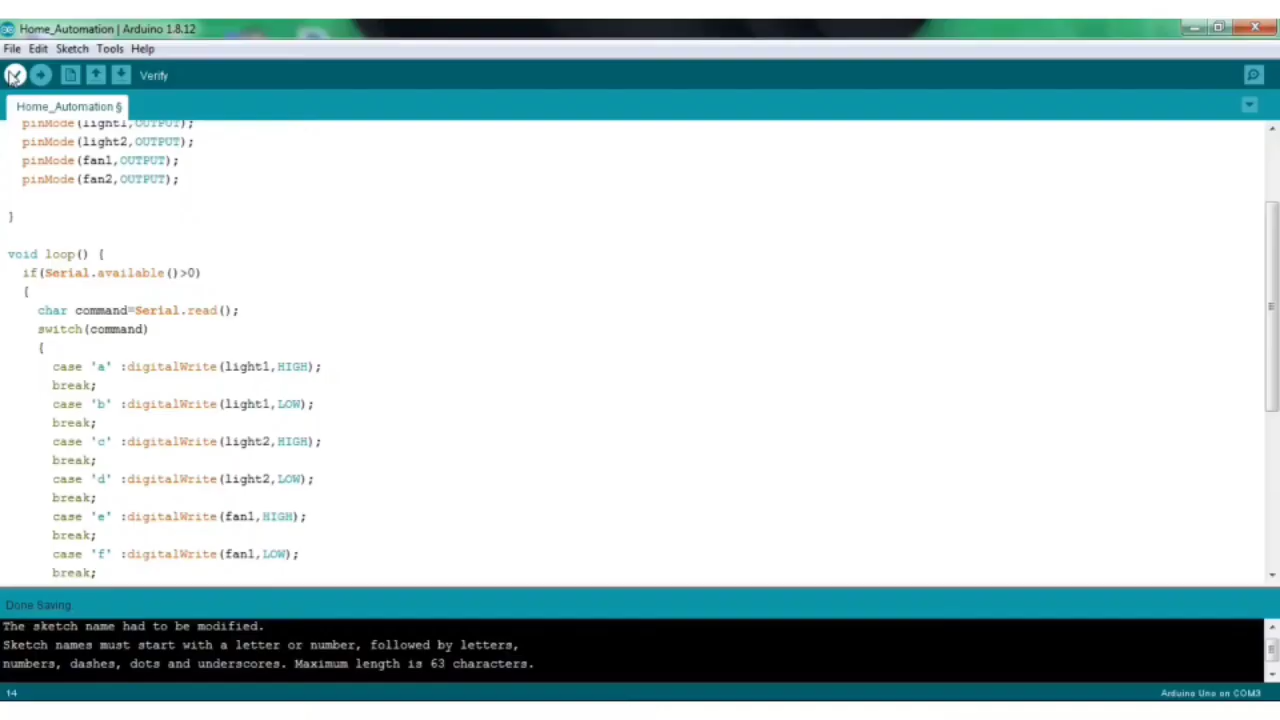 Home_Automation | Arduino 1.8.12
File Edit Sketch Tools Help
Verify
Home_Automation §
pinMode(light1,OUTPUT);
pinMode(light2,OUTPUT);
pinMode(fan1,OUTPUT);
pinMode(fan2,OUTPUT);
}
void loop() {
if(Serial.available()>0)
{
char command=Serial.read();
switch(command)
{
case 'a' :digitalWrite(light1,HIGH);
break;
case 'b' :digitalWrite(light1,LOW);
break;
case 'c' :digitalWrite(light2,HIGH);
break;
case 'd' :digitalWrite(light2,LOW);
break;
case 'e' :digitalWrite(fan1,HIGH);
break;
case 'f' :digitalWrite(fan1,LOW);
break;
Done Saving.
The sketch name had to be modified.
Sketch names must start with a letter or number, followed by letters,
numbers, dashes, dots and underscores. Maximum length is 63 characters.
14
Arduino Uno on COM3